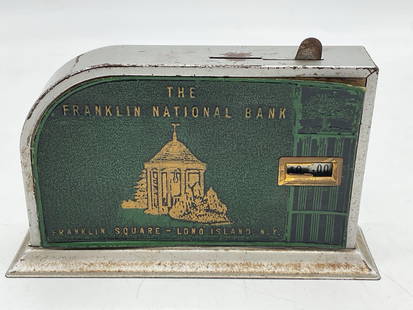 THE
FRANKLIN NATIONAL BANK
FRANKLIN SQUARE - LONG ISLAND, N.Y.